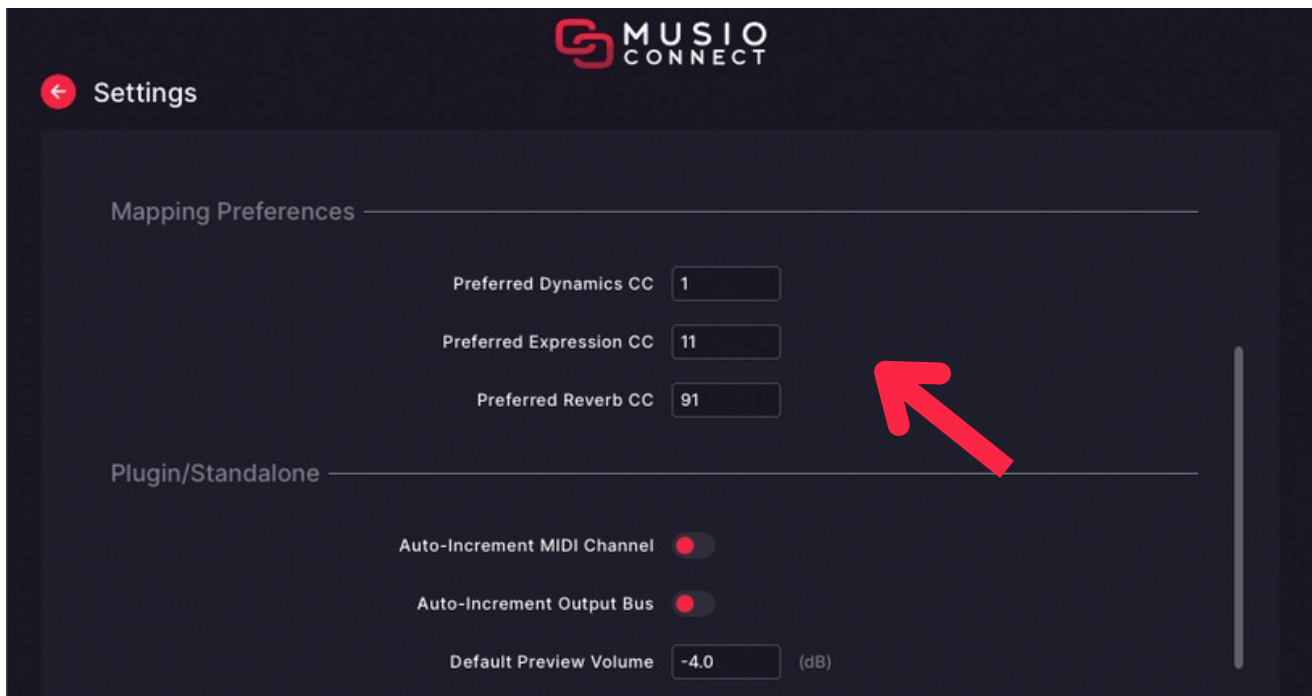 MUSIO
CONNECT
Settings
Mapping Preferences
Preferred Dynamics CC 1
Preferred Expression CC 11
Preferred Reverb CC 91
Plugin/Standalone
Auto-Increment MIDI Channel
Auto-Increment Output Bus
Default Preview Volume -4.0 (dB)